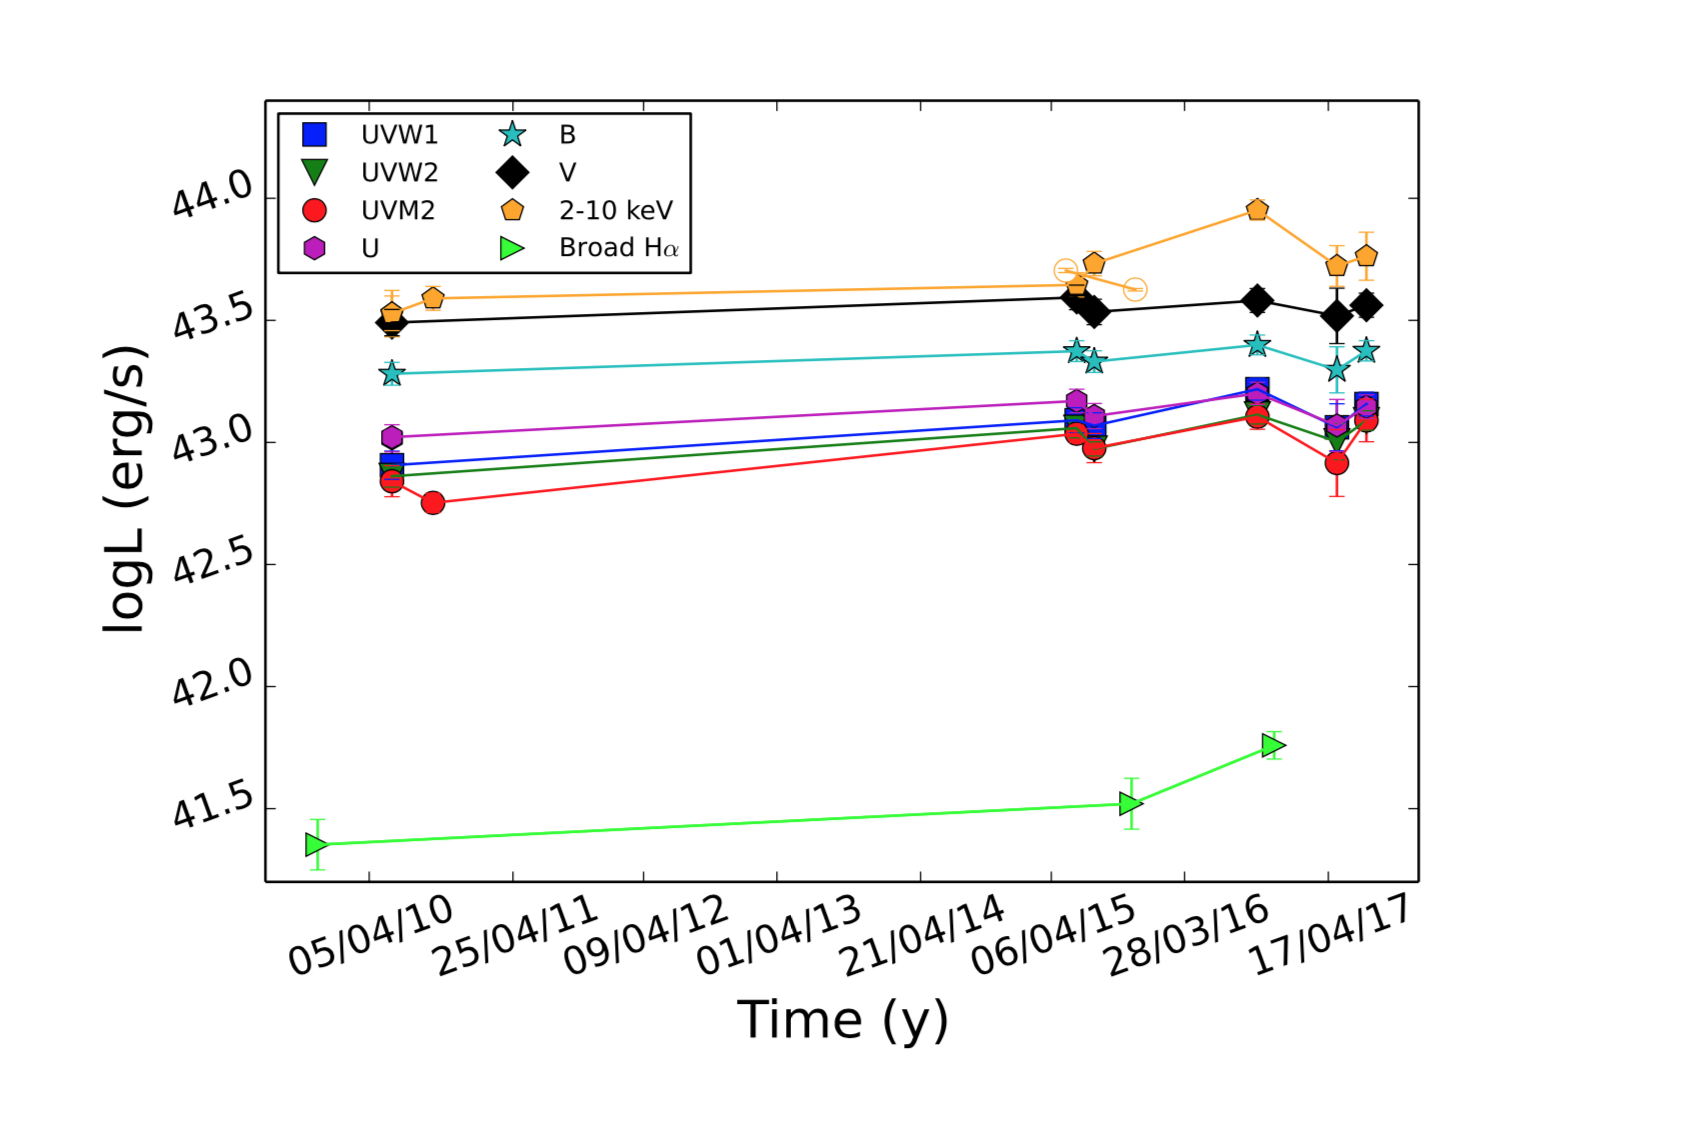 UVW1
UVW2
UVM2
U
B
V
2-10 keV
Broad Hα
44.0
43.5
43.0
42.5
42.0
41.5
logL (erg/s)
05/04/10
25/04/11
09/04/12
01/04/13
21/04/14
06/04/15
28/03/16
17/04/17
Time (y)